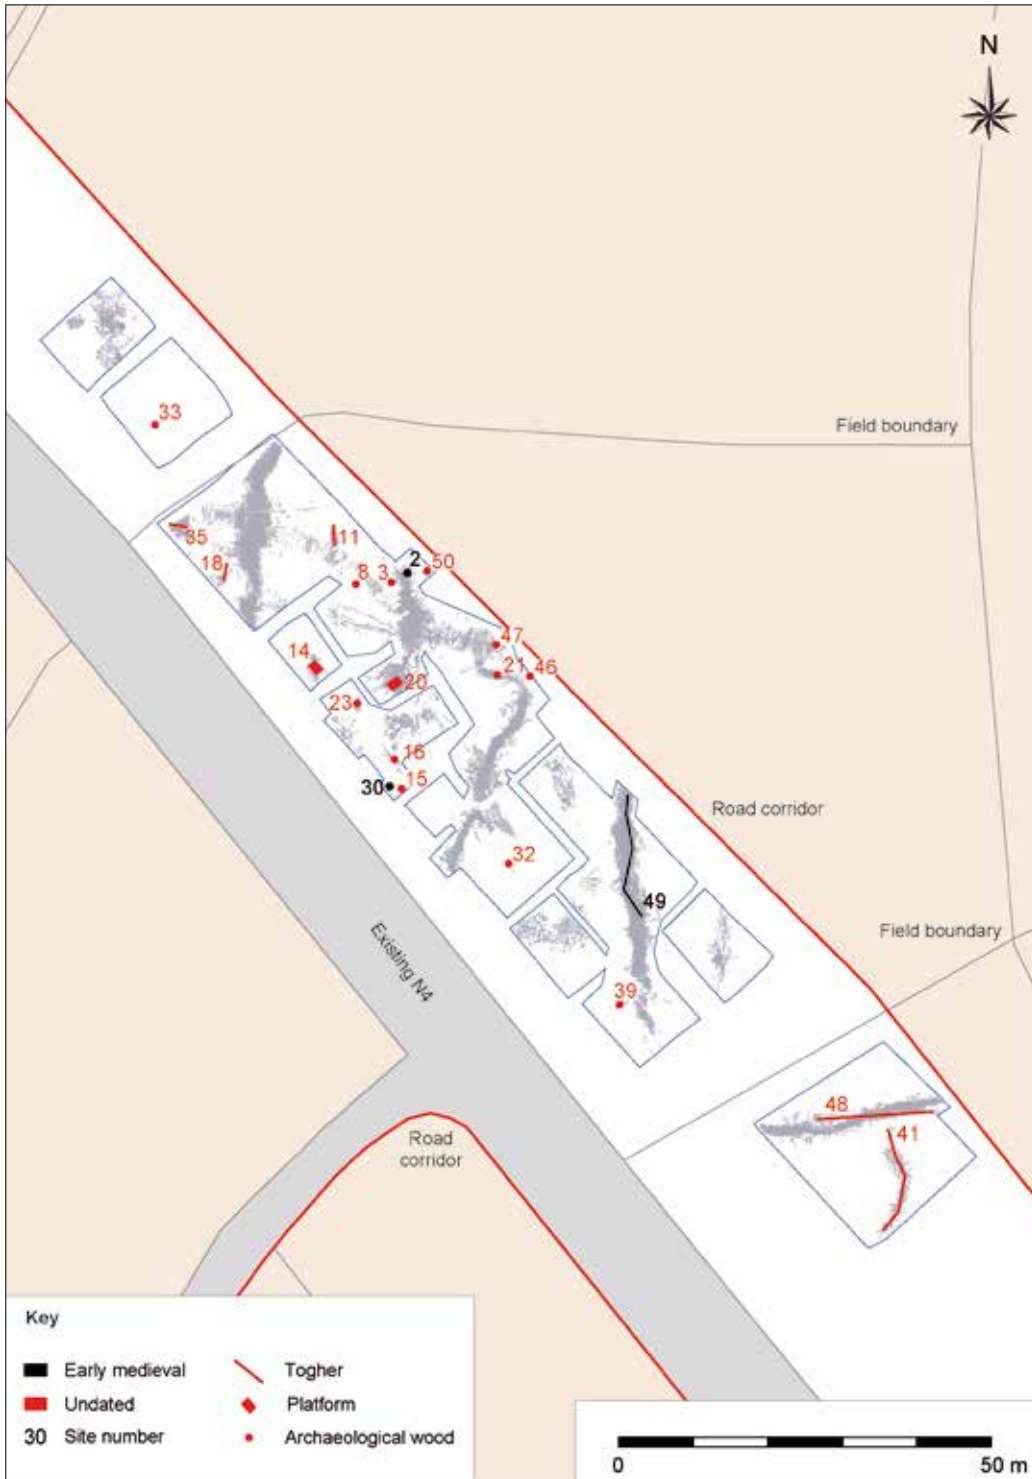 N
33
Field boundary
35
11
18
2
50
8
3
47
14
21
46
20
23
16
30
15
Road corridor
32
49
Existing N4
Field boundary
39
48
41
Road
corridor
Key
Early medieval
Togher
Undated
Platform
30 Site number
Archaeological wood
0
50 m